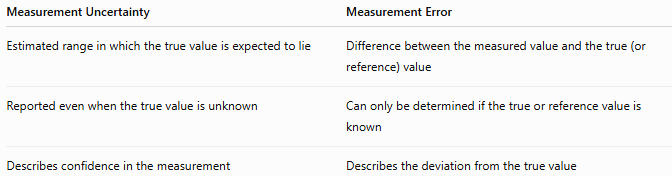 Measurement Uncertainty Measurement Error
Estimated range in which the true value is expected to lie Difference between the measured value and the true (or
reference) value
Reported even when the true value is unknown Can only be determined if the true or reference value is
known
Describes confidence in the measurement Describes the deviation from the true value